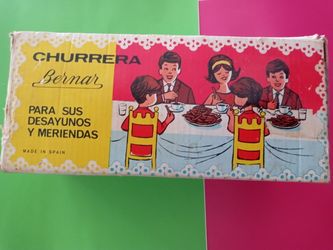 CHURRERA
Bernar
PARA SUS
DESAYUNOS
Y MERIENDAS
MADE IN SPAIN